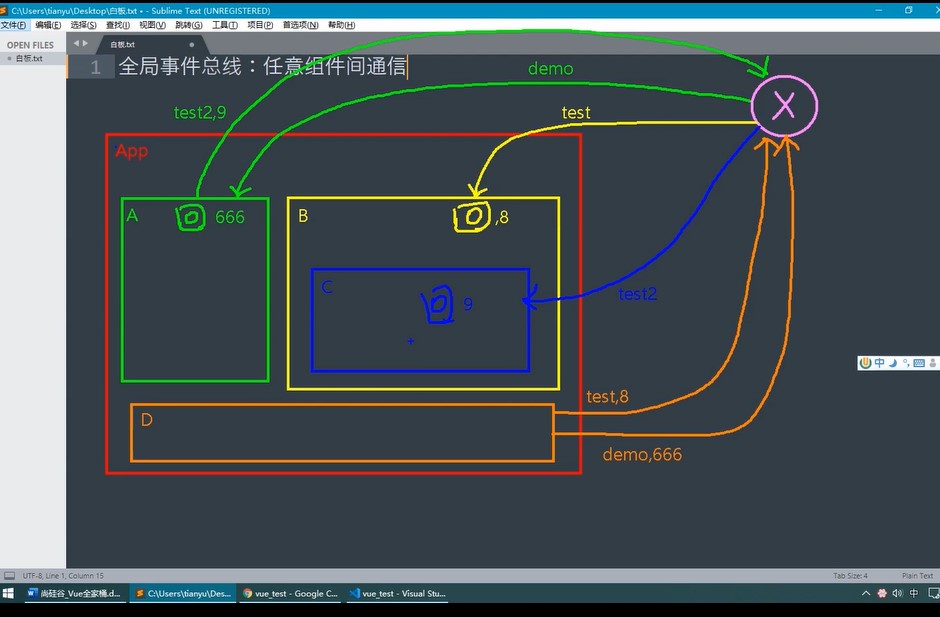 C:\Users\tianyu\Desktop\白板.txt • - Sublime Text (UNREGISTERED)
文件(F) 编辑(E) 选择(S) 查找(I) 视图(V) 跳转(G) 工具(T) 项目(P) 首选项(N) 帮助(H)
OPEN FILES
白板.txt
白板.txt
1 全局事件总线：任意组件间通信
demo
X
test2,9
test
App
A 666
B ,8
C 9
test2
中
test,8
D
demo,666
UTF-8, Line 1, Column 15 Tab Size: 4 Plain Text
尚硅谷_Vue全家桶.d... C:\Users\tianyu\Des... vue_test - Google C... vue_test - Visual Stu... 中